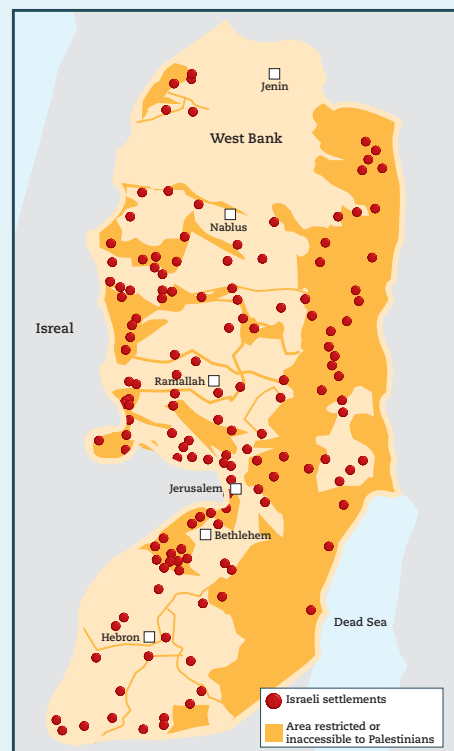 Jenin
West Bank
Nablus
Isreal
Ramallah
Jerusalem
Bethlehem
Dead Sea
Hebron
Israeli settlements
Area restricted or
inaccessible to Palestinians